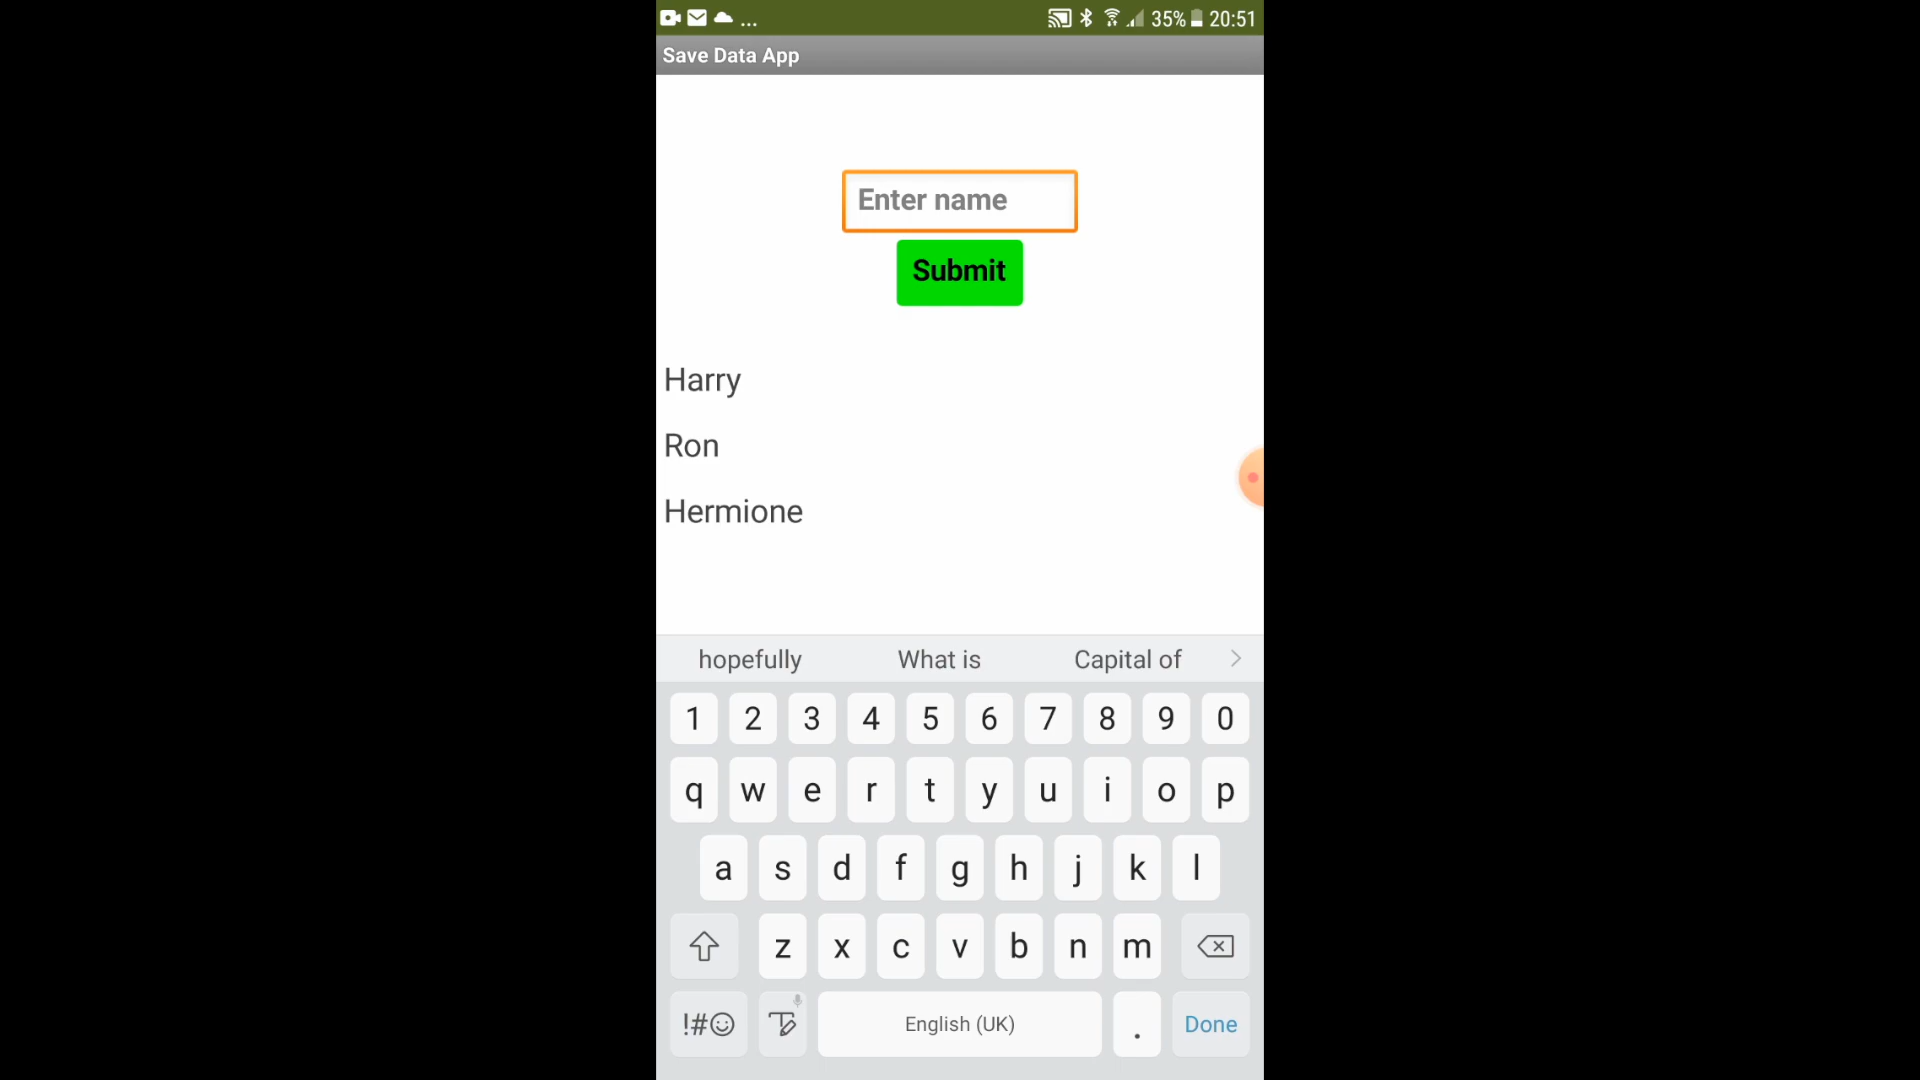 ... 35% 20:51
Save Data App
Enter name
Submit
Harry
Ron
Hermione
hopefully What is Capital of
1 2 3 4 5 6 7 8 9 0
q w e r t y u i o p
a s d f g h j k l
z x c v b n m
!#☺ T English (UK) . Done